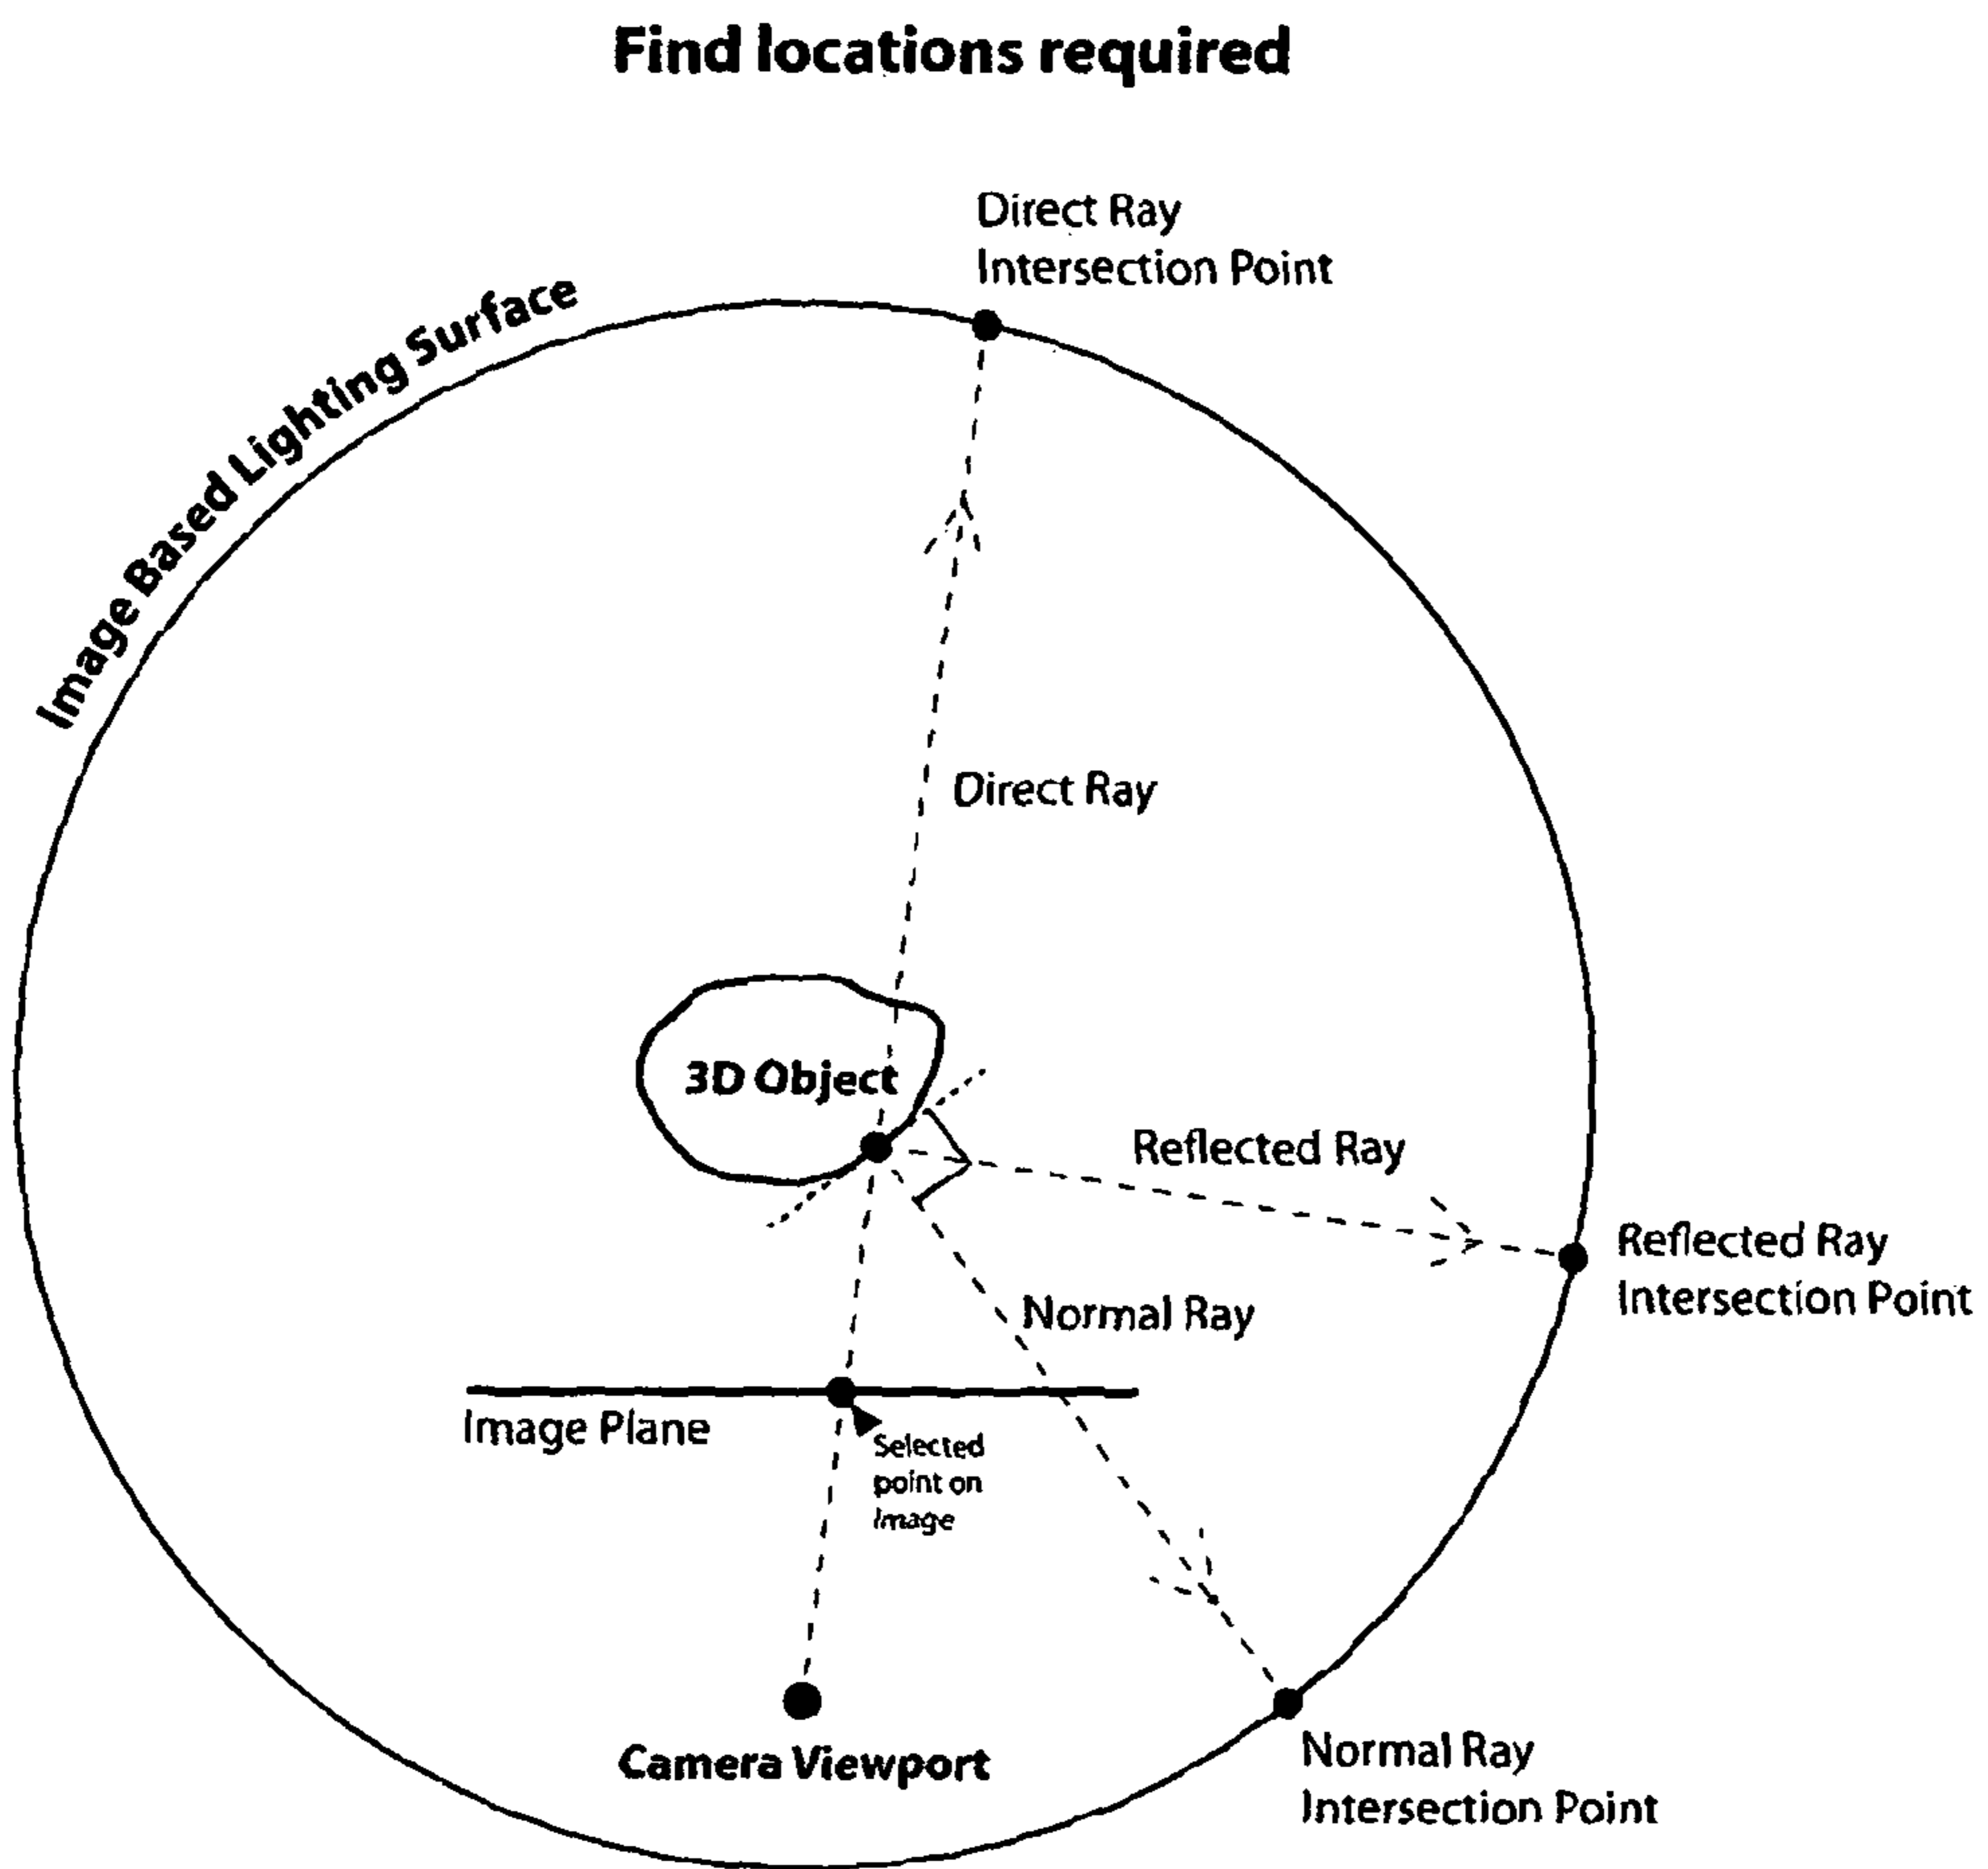 Find locations required
Direct Ray
Intersection Point
Image Based Lighting Surface
Direct Ray
3D Object
Reflected Ray
Reflected Ray
Intersection Point
Normal Ray
Image Plane
Selected
point on
Image
Camera Viewport
Normal Ray
Intersection Point